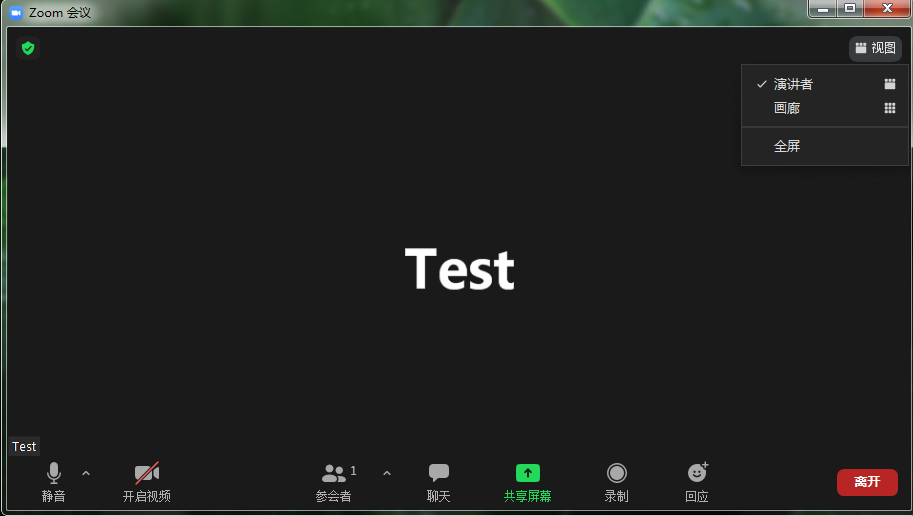 Zoom 会议
视图
演讲者
画廊
全屏
Test
Test
静音
开启视频
参会者
1
聊天
共享屏幕
录制
回应
离开